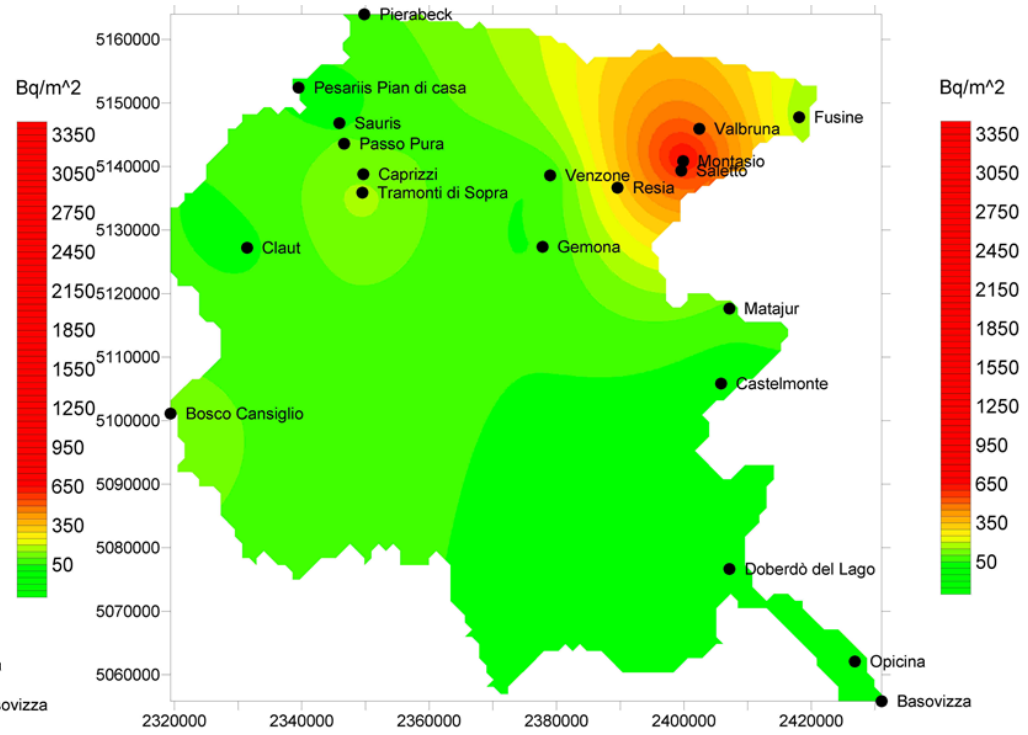 Bq/m^2
3350
3050
2750
2450
2150
1850
1550
1250
950
650
350
50
5160000
5150000
5140000
5130000
5120000
5110000
5100000
5090000
5080000
5070000
5060000
Pierabeck
Pesariis Pian di casa
Sauris
Passo Pura
Caprizzi
Tramonti di Sopra
Claut
Venzone
Gemona
Resia
Valbruna
Montasio
Saletto
Fusine
Matajur
Castelmonte
Bosco Cansiglio
Doberdò del Lago
Opicina
Basovizza
2320000 2340000 2360000 2380000 2400000 2420000
Bq/m^2
3350
3050
2750
2450
2150
1850
1550
1250
950
650
350
50
sovizza